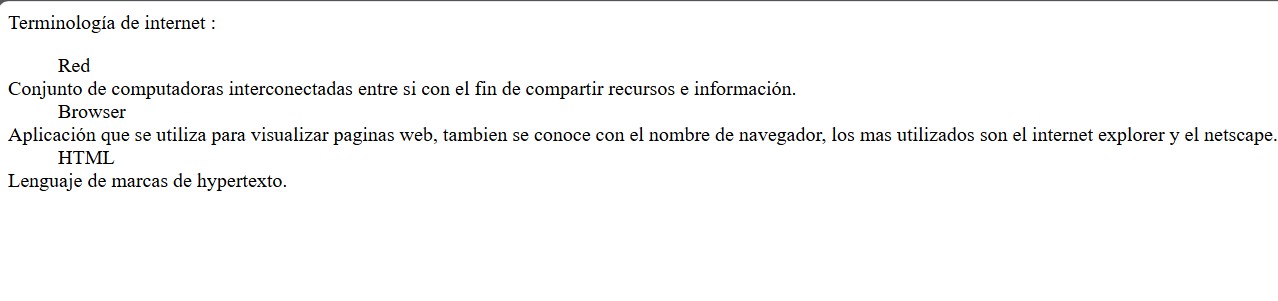 Terminología de internet :
Red
Conjunto de computadoras interconectadas entre si con el fin de compartir recursos e información.
Browser
Aplicación que se utiliza para visualizar paginas web, tambien se conoce con el nombre de navegador, los mas utilizados son el internet explorer y el netscape.
HTML
Lenguaje de marcas de hypertexto.